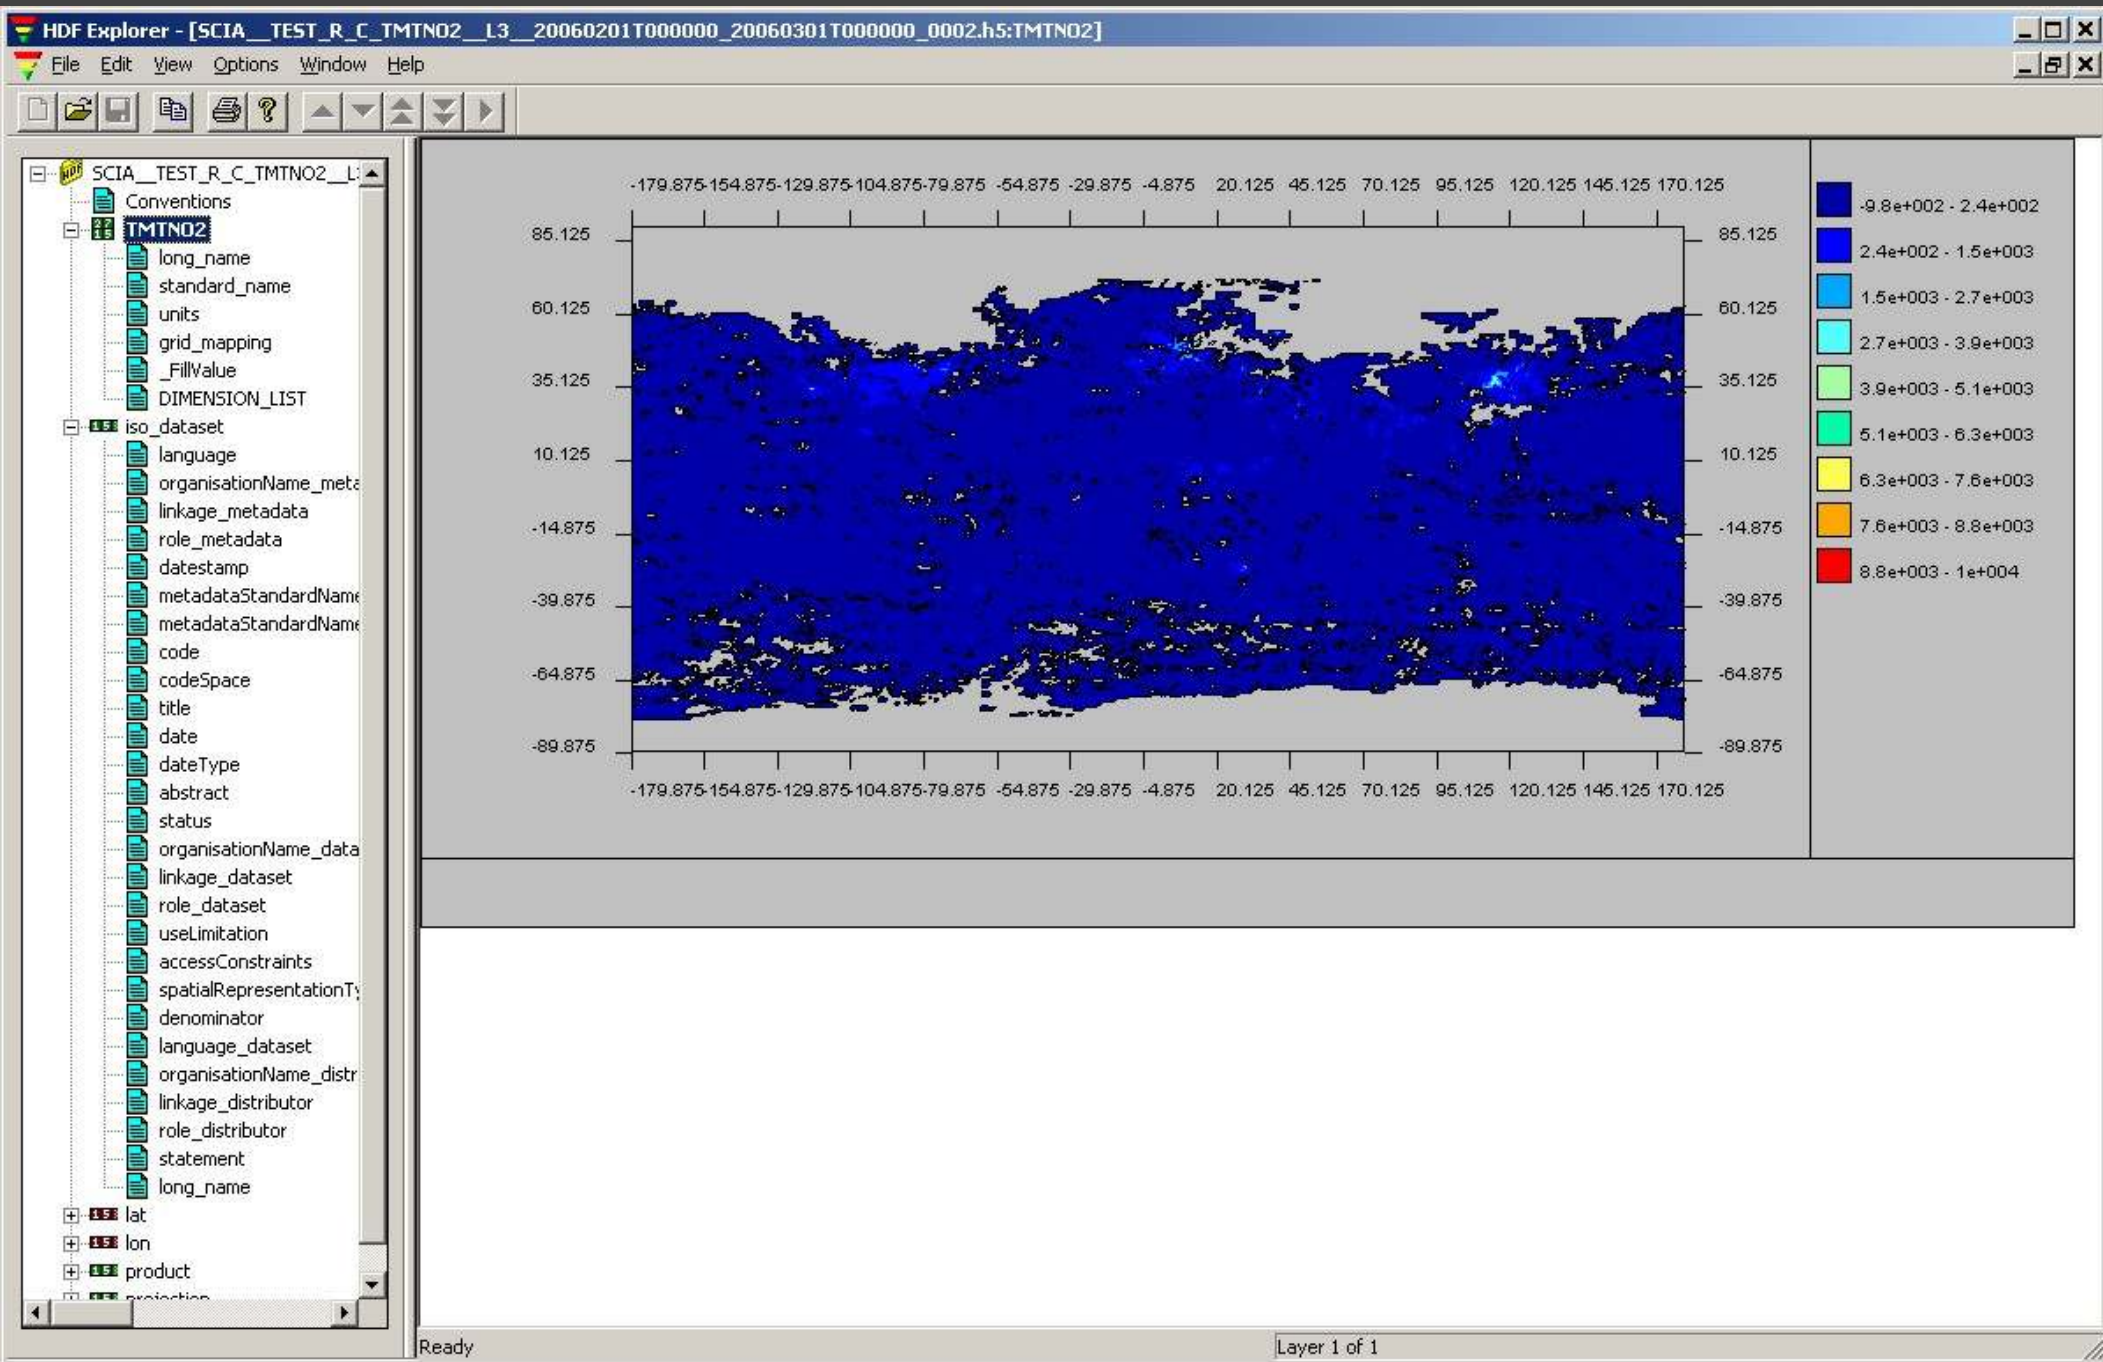 HDF Explorer - [SCIA__TEST_R_C_TMTNO2__L3__20060201T000000_20060301T000000_0002.h5:TMTNO2]
File Edit View Options Window Help
SCIA__TEST_R_C_TMTNO2__L
Conventions
TMTNO2
long_name
standard_name
units
grid_mapping
_FillValue
DIMENSION_LIST
iso_dataset
language
organisationName_meta
linkage_metadata
role_metadata
datestamp
metadataStandardName
metadataStandardName
code
codeSpace
title
date
dateType
abstract
status
organisationName_data
linkage_dataset
role_dataset
useLimitation
accessConstraints
spatialRepresentationTy
denominator
language_dataset
organisationName_distr
linkage_distributor
role_distributor
statement
long_name
lat
lon
product
projection
-179.875 -154.875 -129.875 -104.875 -79.875 -54.875 -29.875 -4.875 20.125 45.125 70.125 95.125 120.125 145.125 170.125
85.125 85.125
60.125 60.125
35.125 35.125
10.125 10.125
-14.875 -14.875
-39.875 -39.875
-64.875 -64.875
-89.875 -89.875
-179.875 -154.875 -129.875 -104.875 -79.875 -54.875 -29.875 -4.875 20.125 45.125 70.125 95.125 120.125 145.125 170.125
-9.8e+002 - 2.4e+002
2.4e+002 - 1.5e+003
1.5e+003 - 2.7e+003
2.7e+003 - 3.9e+003
3.9e+003 - 5.1e+003
5.1e+003 - 6.3e+003
6.3e+003 - 7.6e+003
7.6e+003 - 8.8e+003
8.8e+003 - 1e+004
Ready
Layer 1 of 1